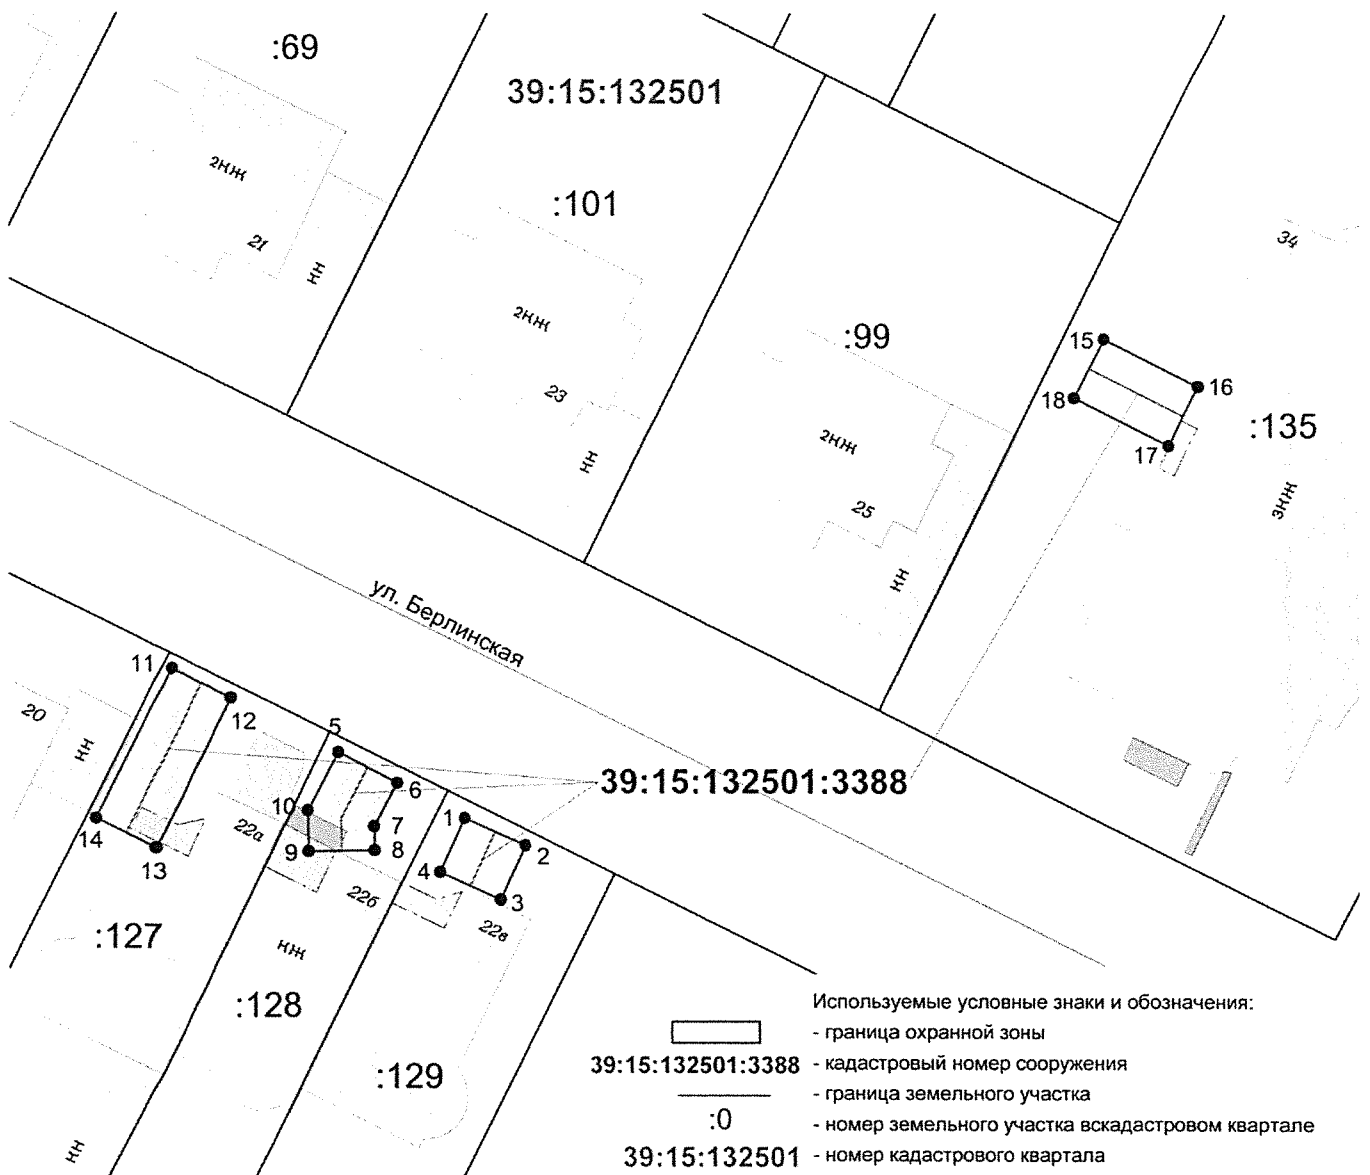 :69
39:15:132501
2НЖ
:101
21
НН
34
2НЖ
:99
15
16
23
18
:135
2НЖ
17
НН
25
3НЖ
НН
ул. Берлинская
11
12
20
5
НН
6
39:15:132501:3388
10
1
7
14
22а
2
9
8
13
4
22б
3
22в
:127
НЖ
:128
:129
НН
Используемые условные знаки и обозначения:
- граница охранной зоны
39:15:132501:3388 - кадастровый номер сооружения
- граница земельного участка
:0 - номер земельного участка вскадастровом квартале
39:15:132501 - номер кадастрового квартала